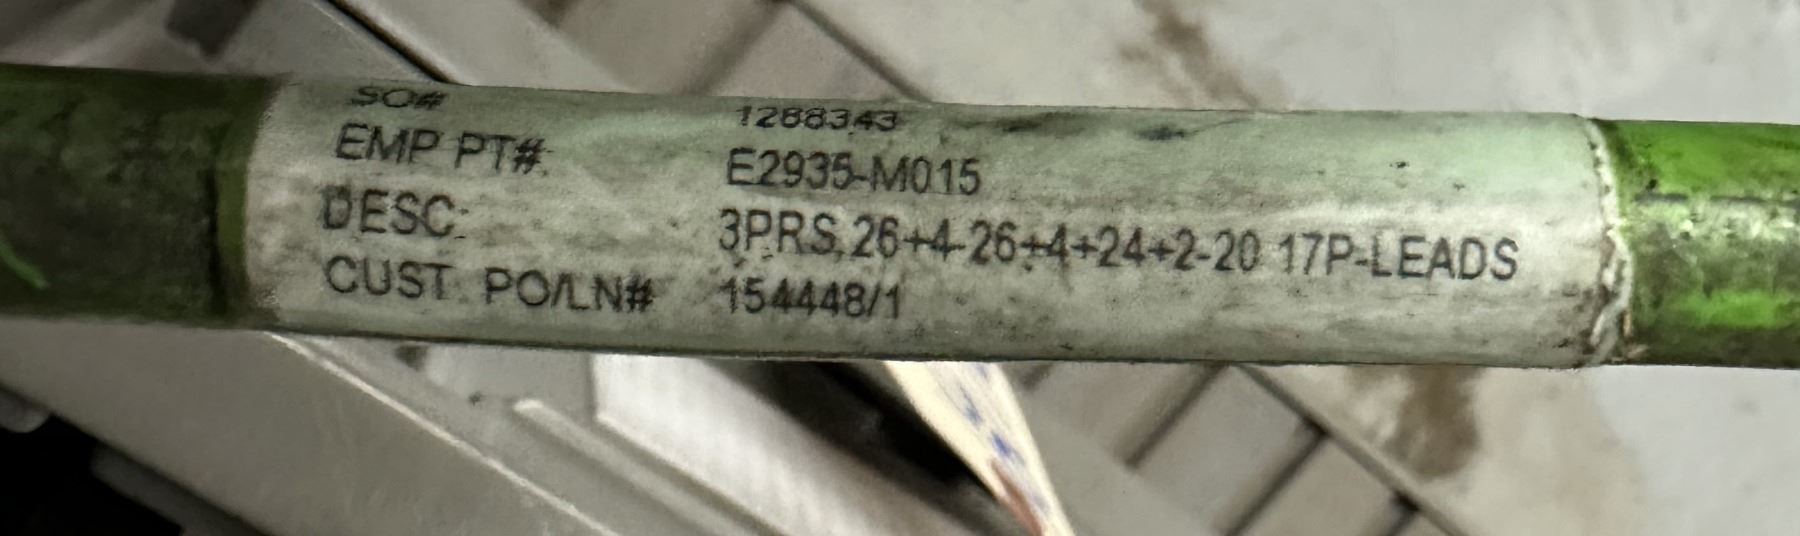 SO# 1288343
EMP PT#: E2935-M015
DESC: 3PRS.26+4-26+4+24+2-20 17P-LEADS
CUST. PO/LN# 154448/1